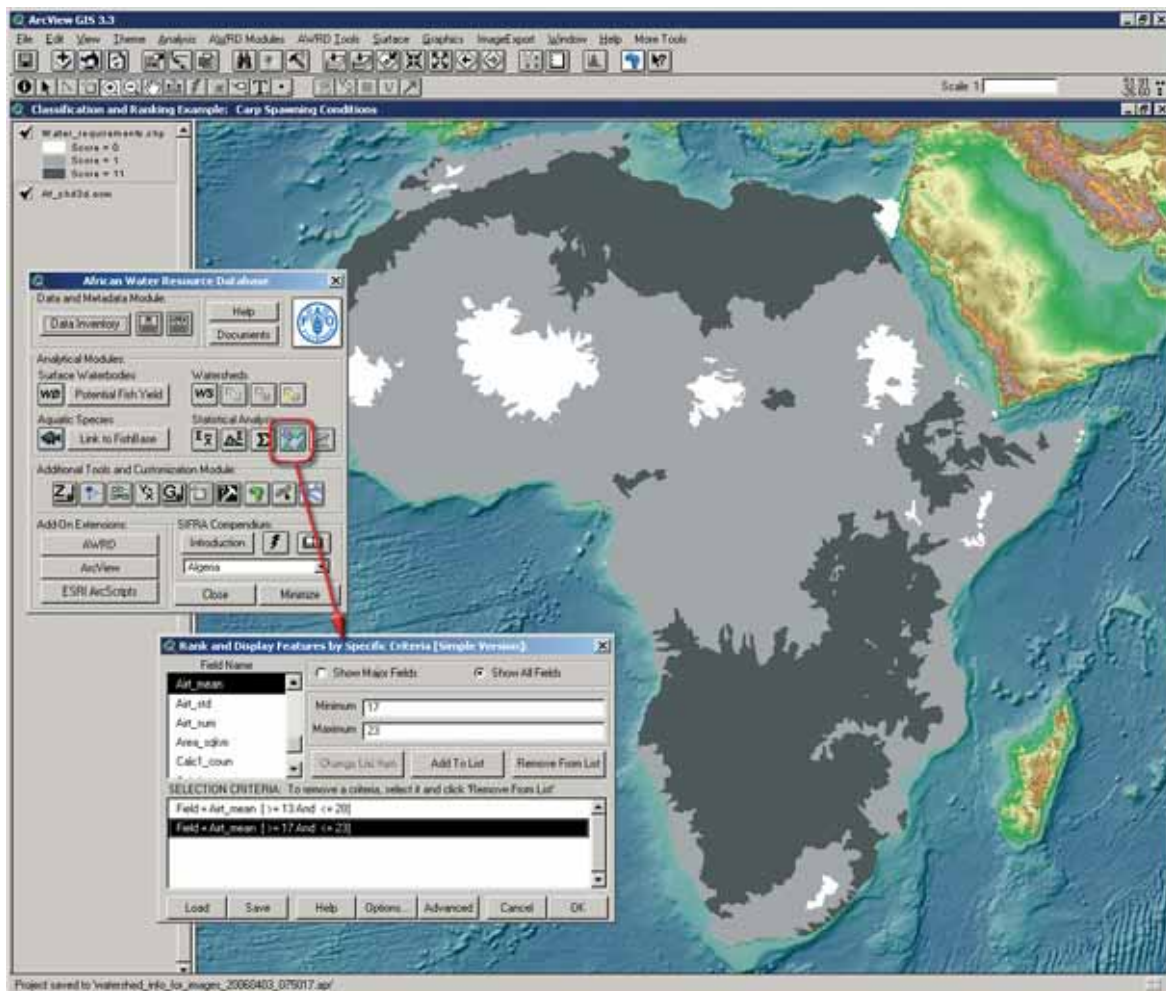 ArcView GIS 3.3
File Edit View Theme Analysis AWRD Modules AWRD Tools Surface Graphics ImageExport Window Help More Tools
Scale 1:
Classification and Ranking Example: Carp Spawning Conditions
Water_requirements.shp
Score = 0
Score = 1
Score = 11
African Water Resource Database
Data and Metadata Module:
Data Inventory
Help
Documents
Analytical Modules:
Surface Waterbodies:
Watersheds
Potential Fish Yield
WS
Aquatic Species
Statistical Analysis
Link to FishBase
Additional Tools and Customization Module:
Add-On Extensions:
SIFRA Compendium:
AWRD
Introduction
ArcView
Algeria
ESRI ArcScripts
Close
Minimize
Rank and Display Features by Specific Criteria [Simple Version]
Field Name
Show Major Fields
Show All Fields
Airt_mean
Airt_std
Airt_sum
Area_sqkm
Calc1_coun
Minimum 17
Maximum 23
Change List Item
Add To List
Remove From List
SELECTION CRITERIA: To remove a criteria, select it and click 'Remove From List'
Field = Airt_mean [ >= 13 And <= 28]
Field = Airt_mean [ >= 17 And <= 23]
Load
Save
Help
Options...
Advanced
Cancel
OK